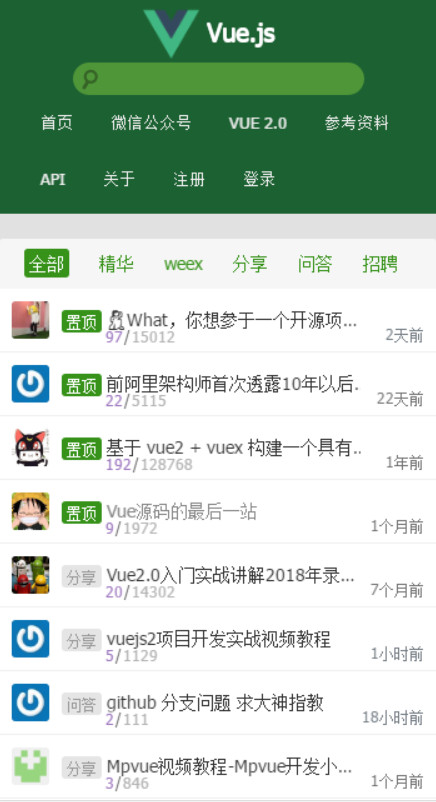 Vue.js
首页 微信公众号 VUE 2.0 参考资料
API 关于 注册 登录
全部 精华 weex 分享 问答 招聘
置顶 What，你想参于一个开源项...
97/15012 2天前
置顶 前阿里架构师首次透露10年以后.
22/5115 22天前
置顶 基于 vue2 + vuex 构建一个具有..
192/128768 1年前
置顶 Vue源码的最后一站
9/1972 1个月前
分享 Vue2.0入门实战讲解2018年录...
20/14302 7个月前
分享 vuejs2项目开发实战视频教程
5/1129 1小时前
问答 github 分支问题 求大神指教
2/111 18小时前
分享 Mpvue视频教程-Mpvue开发小...
3/846 1个月前